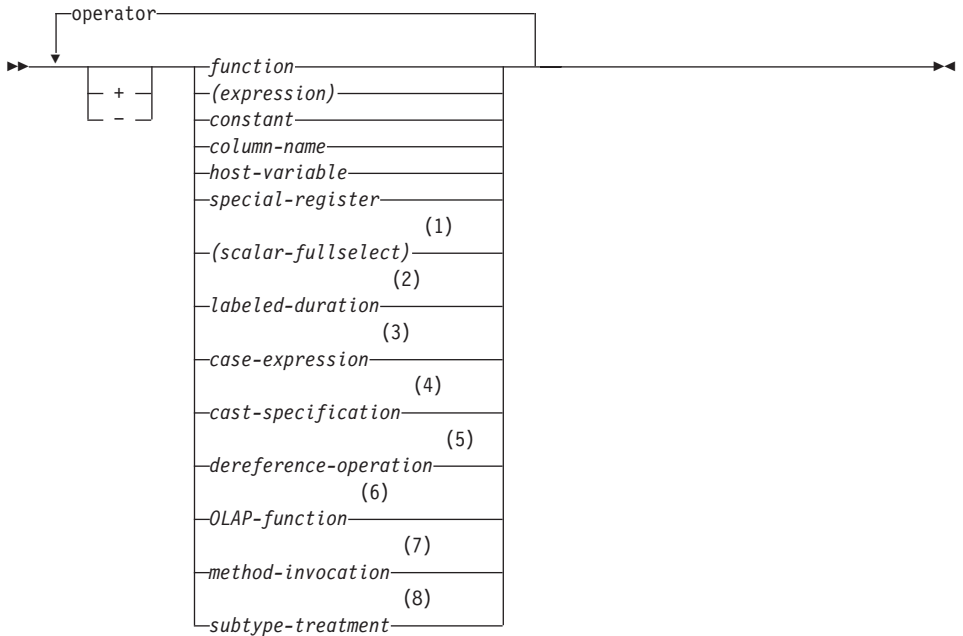 operator
function
+ (expression)
− constant
column-name
host-variable
special-register
(1)
(scalar-fullselect)
(2)
labeled-duration
(3)
case-expression
(4)
cast-specification
(5)
dereference-operation
(6)
OLAP-function
(7)
method-invocation
(8)
subtype-treatment